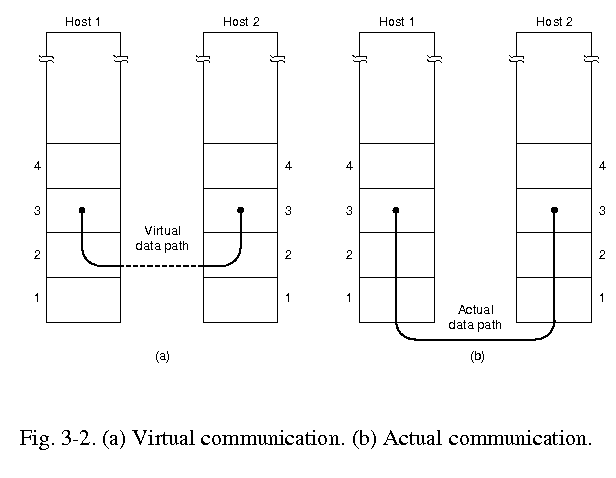 Host 1
Host 2
Host 1
Host 2
4
4
4
4
3
3
3
3
Virtual
data path
2
2
2
2
1
1
1
1
Actual
data path
(a)
(b)
Fig. 3-2. (a) Virtual communication. (b) Actual communication.